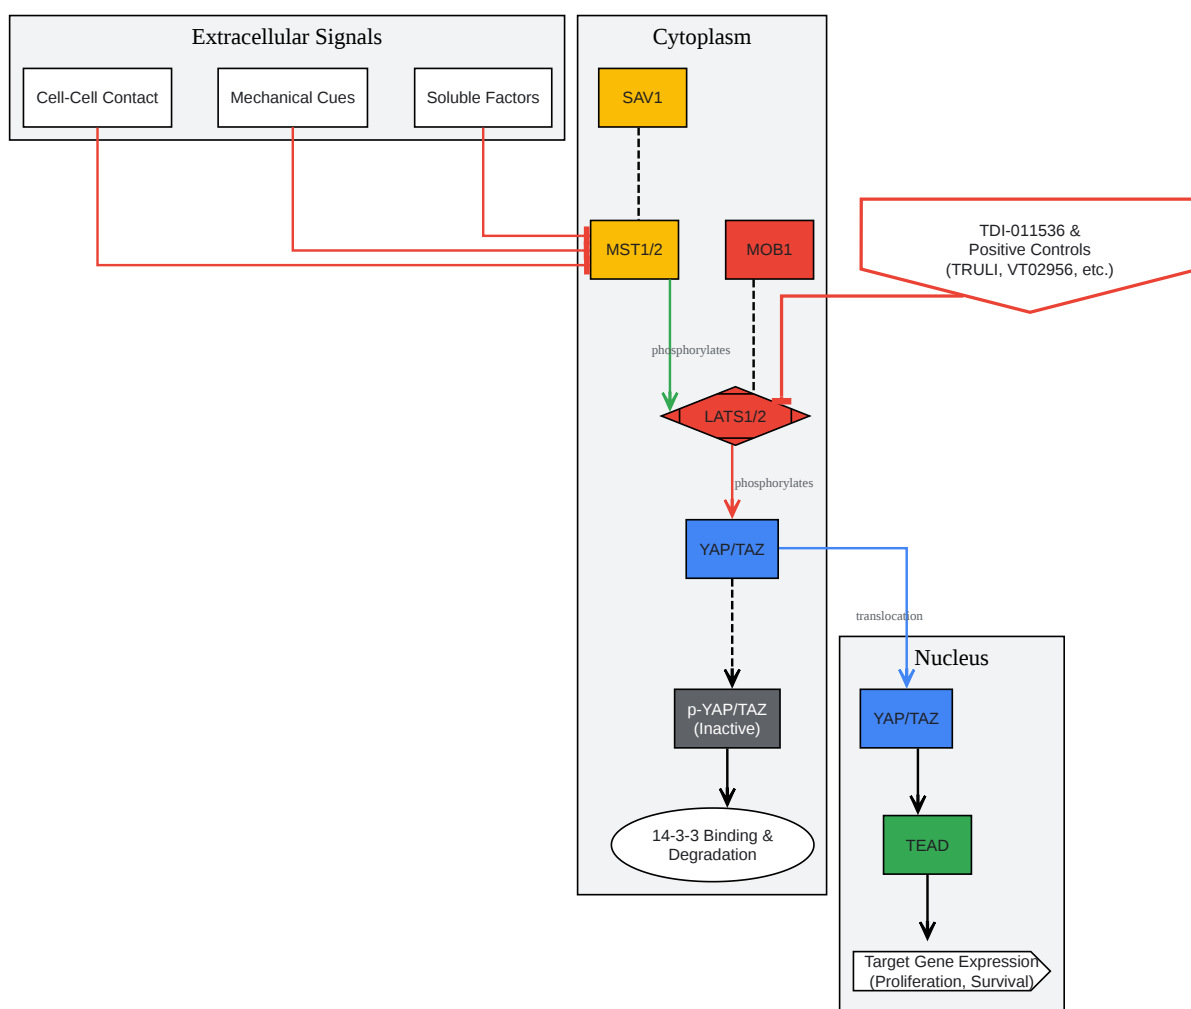 Extracellular Signals
Cell-Cell Contact
Mechanical Cues
Soluble Factors
Cytoplasm
SAV1
MST1/2
MOB1
TDI-011536 &
Positive Controls
(TRULI, VT02956, etc.)
phosphorylates
LATS1/2
phosphorylates
YAP/TAZ
translocation
p-YAP/TAZ
(Inactive)
14-3-3 Binding &
Degradation
Nucleus
YAP/TAZ
TEAD
Target Gene Expression
(Proliferation, Survival)